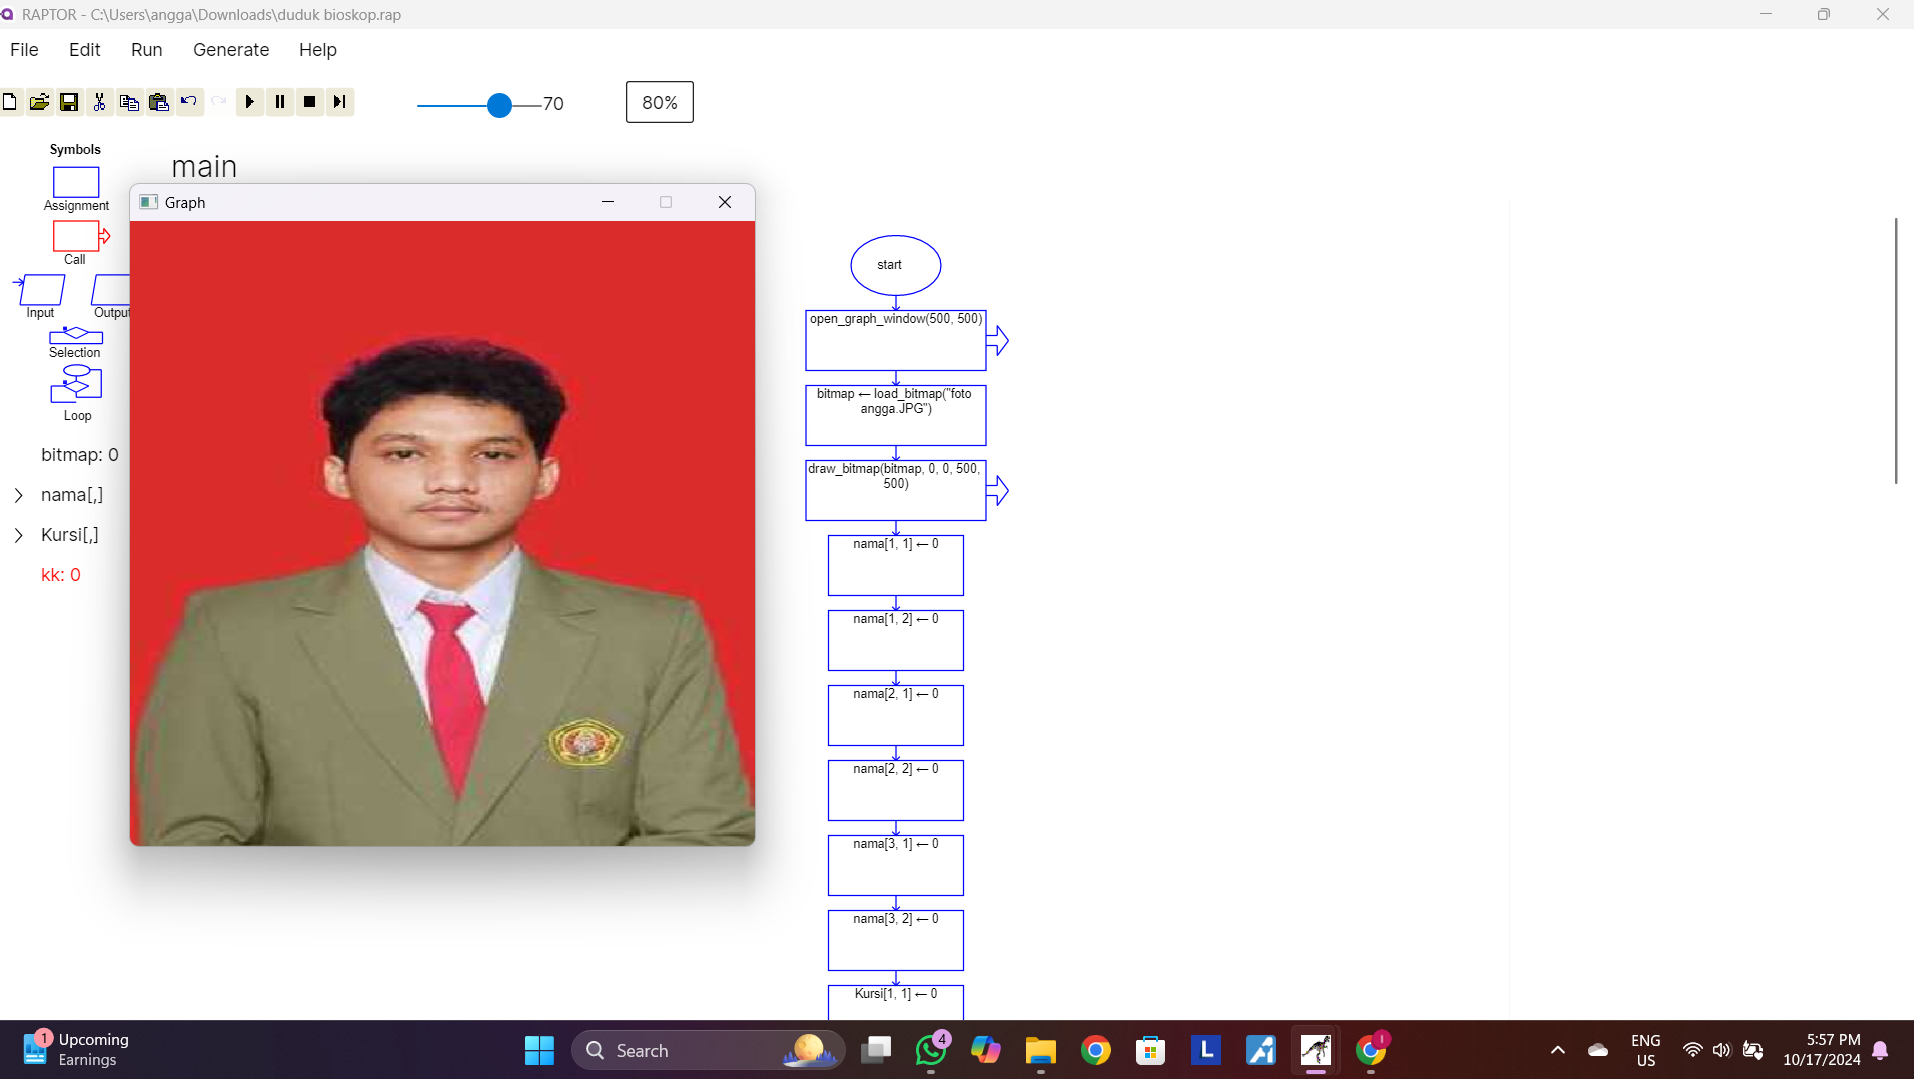 RAPTOR - C:\Users\angga\Downloads\duduk bioskop.rap
File Edit Run Generate Help
70
80%
Symbols
Assignment
Call
Input Output
Selection
Loop
bitmap: 0
nama[,]
Kursi[,]
kk: 0
main
Graph
start
open_graph_window(500, 500)
bitmap ← load_bitmap("foto
angga.JPG")
draw_bitmap(bitmap, 0, 0, 500,
500)
nama[1, 1] ← 0
nama[1, 2] ← 0
nama[2, 1] ← 0
nama[2, 2] ← 0
nama[3, 1] ← 0
nama[3, 2] ← 0
Kursi[1, 1] ← 0
1
Upcoming
Earnings
Search
4
L
ENG
US
5:57 PM
10/17/2024